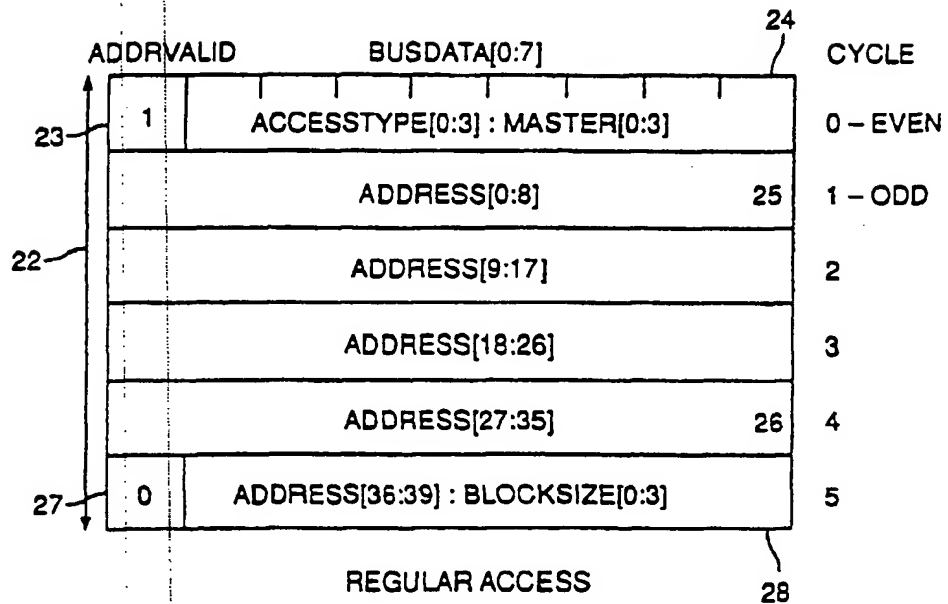 24
ADDRVALID BUSDATA[0:7] CYCLE
23 1 ACCESSTYPE[0:3] : MASTER[0:3] 0 – EVEN
ADDRESS[0:8] 25 1 – ODD
22 ADDRESS[9:17] 2
ADDRESS[18:26] 3
ADDRESS[27:35] 26 4
27 0 ADDRESS[36:39] : BLOCKSIZE[0:3] 5
REGULAR ACCESS 28